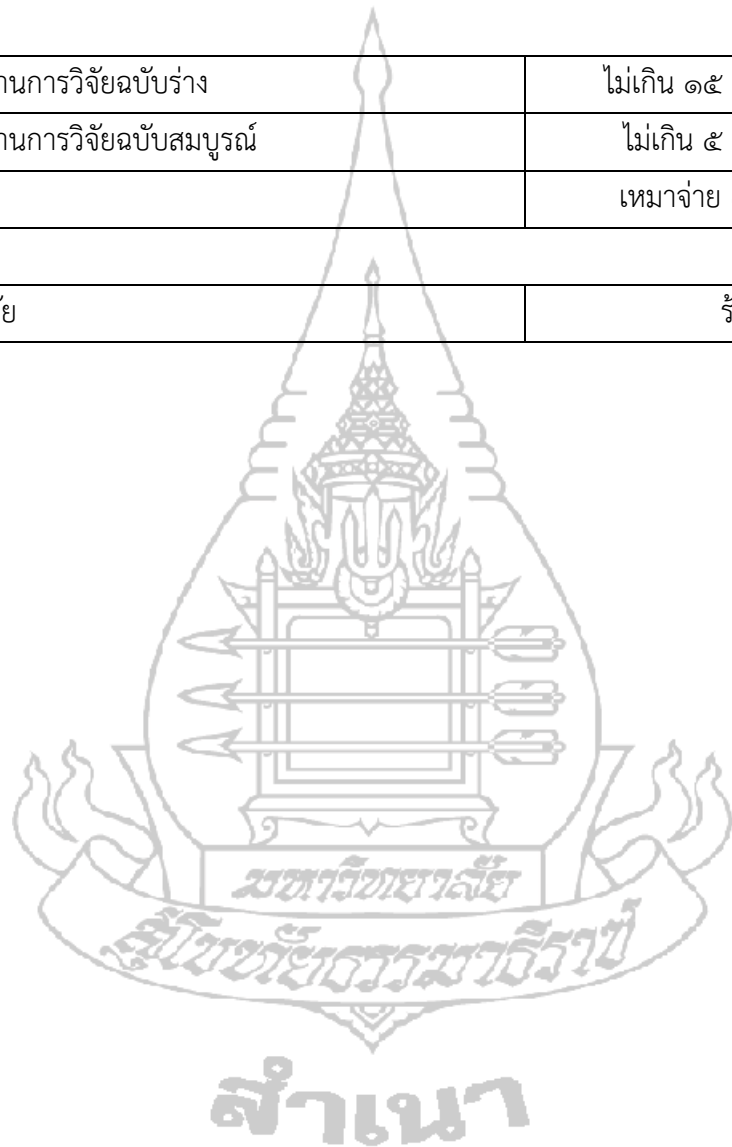 านการวิจัยฉบับร่าง ไม่เกิน ๑๕
านการวิจัยฉบับสมบูรณ์ ไม่เกิน ๕
เหมาจ่าย
ัย ร้
มหาวิทยาลัย
สุโขทัยธรรมาธิราช
สำเนา